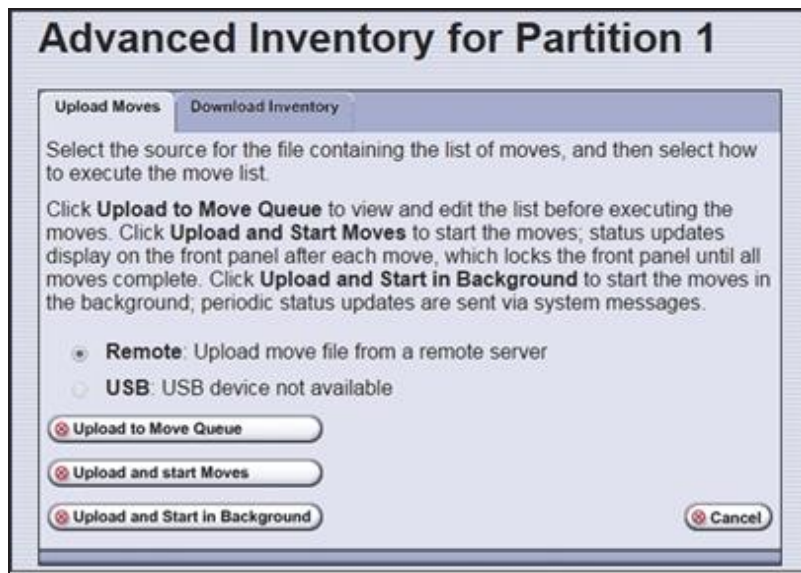 Advanced Inventory for Partition 1
Upload Moves
Download Inventory
Select the source for the file containing the list of moves, and then select how
to execute the move list.
Click Upload to Move Queue to view and edit the list before executing the
moves. Click Upload and Start Moves to start the moves; status updates
display on the front panel after each move, which locks the front panel until all
moves complete. Click Upload and Start in Background to start the moves in
the background; periodic status updates are sent via system messages.
Remote: Upload move file from a remote server
USB: USB device not available
Upload to Move Queue
Upload and start Moves
Upload and Start in Background
Cancel